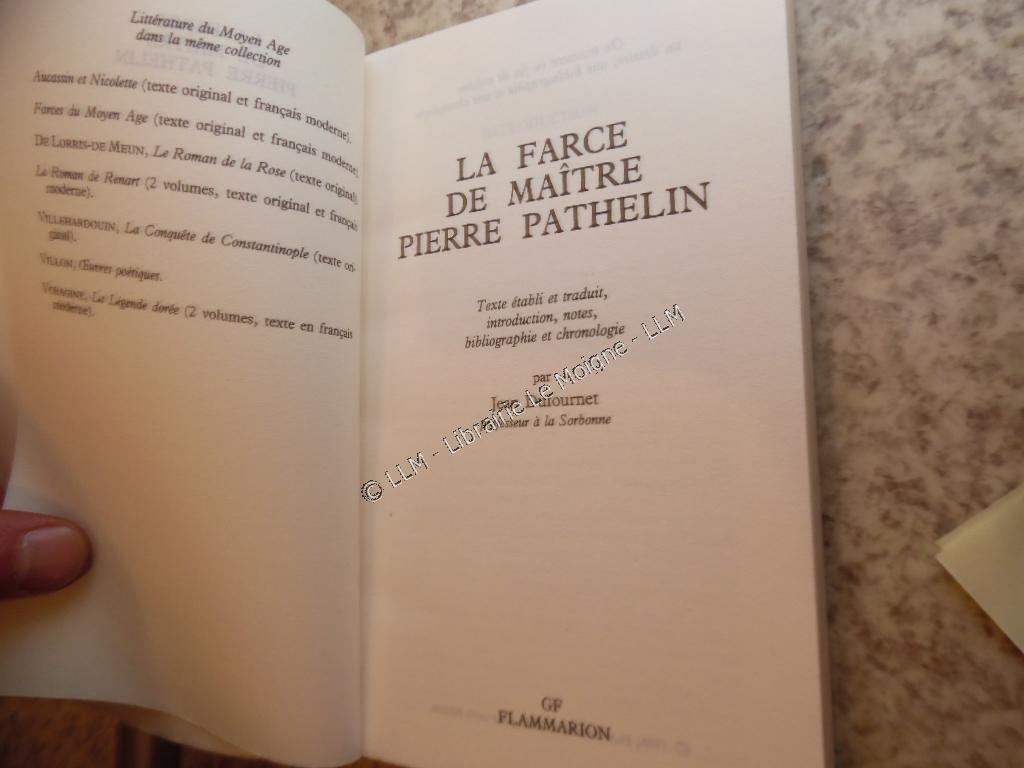 Littérature du Moyen Age
dans la même collection
Aucassin et Nicolette (texte original et français moderne).
Farces du Moyen Age (texte original et français moderne).
DE LORRIS-DE MEUN, Le Roman de la Rose (texte original).
Le Roman de Renart (2 volumes, texte original et français
moderne).
VILLEHARDOUIN, La Conquête de Constantinople (texte ori-
ginal).
VILLON, Œuvres poétiques.
VORAGINE, La Légende dorée (2 volumes, texte en français
moderne).
LA FARCE
DE MAÎTRE
PIERRE PATHELIN
Texte établi et traduit,
introduction, notes,
bibliographie et chronologie
par
Jean Dufournet
professeur à la Sorbonne
GF
FLAMMARION
© LLM - Librairie Le Moigne - LLM